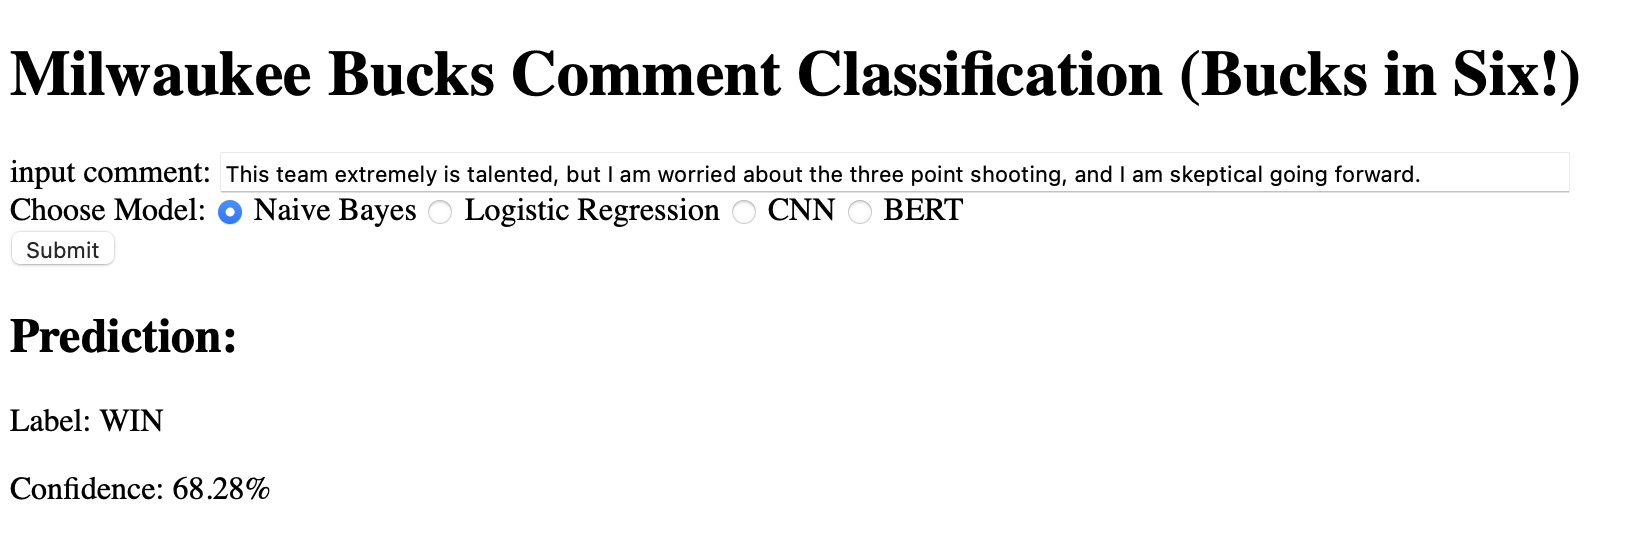 Milwaukee Bucks Comment Classification (Bucks in Six!)
input comment: This team extremely is talented, but I am worried about the three point shooting, and I am skeptical going forward.
Choose Model: Naive Bayes Logistic Regression CNN BERT
Submit
Prediction:
Label: WIN
Confidence: 68.28%